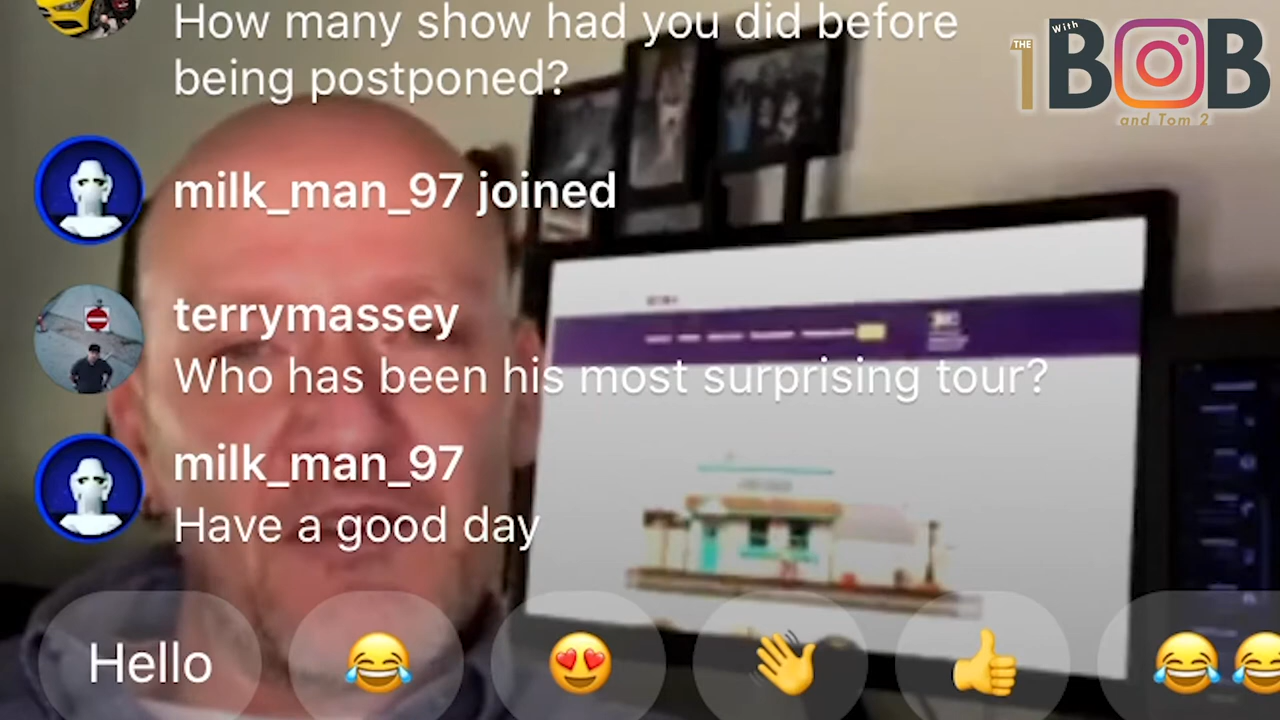 How many show had you did before
being postponed?
THE 1 With BOB
and Tom 2
milk_man_97 joined
terrymassey
Who has been his most surprising tour?
milk_man_97
Have a good day
Hello